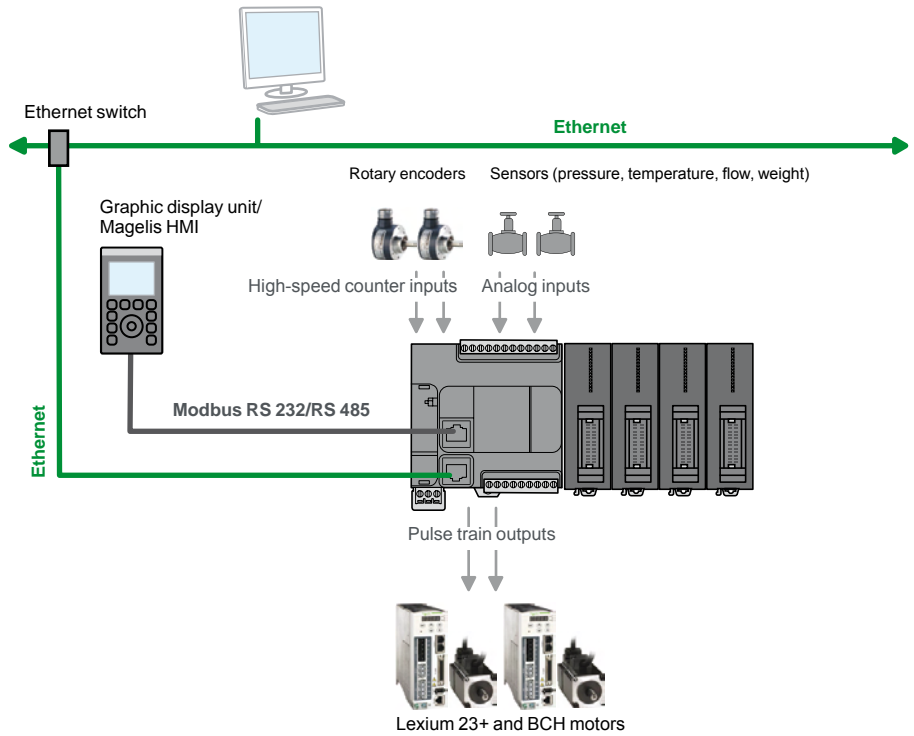 Ethernet switch
Ethernet
Rotary encoders
Sensors (pressure, temperature, flow, weight)
Graphic display unit/
Magelis HMI
High-speed counter inputs
Analog inputs
Modbus RS 232/RS 485
Ethernet
Pulse train outputs
Lexium 23+ and BCH motors